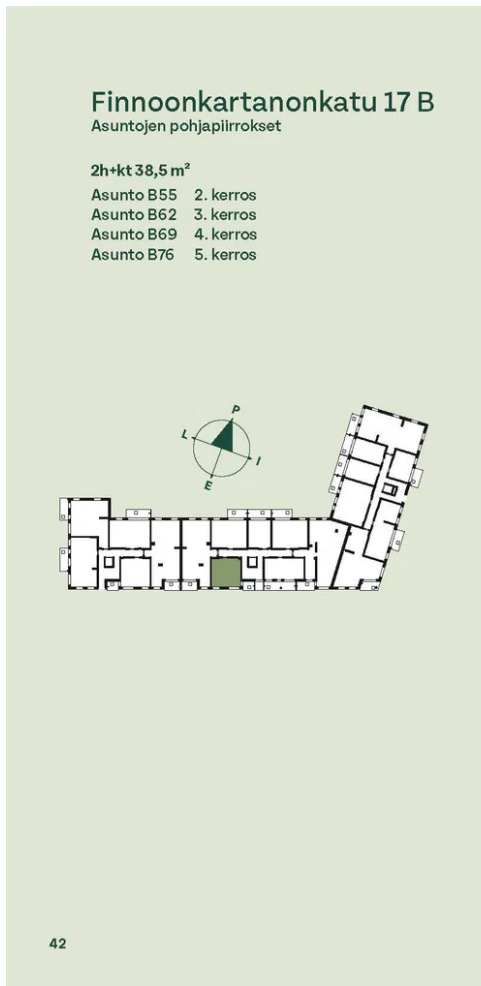 Finnoonkartanonkatu 17 B
Asuntojen pohjapiirrokset
2h+kt 38,5 m²
Asunto B55 2. kerros
Asunto B62 3. kerros
Asunto B69 4. kerros
Asunto B76 5. kerros
P
L
I
E
42